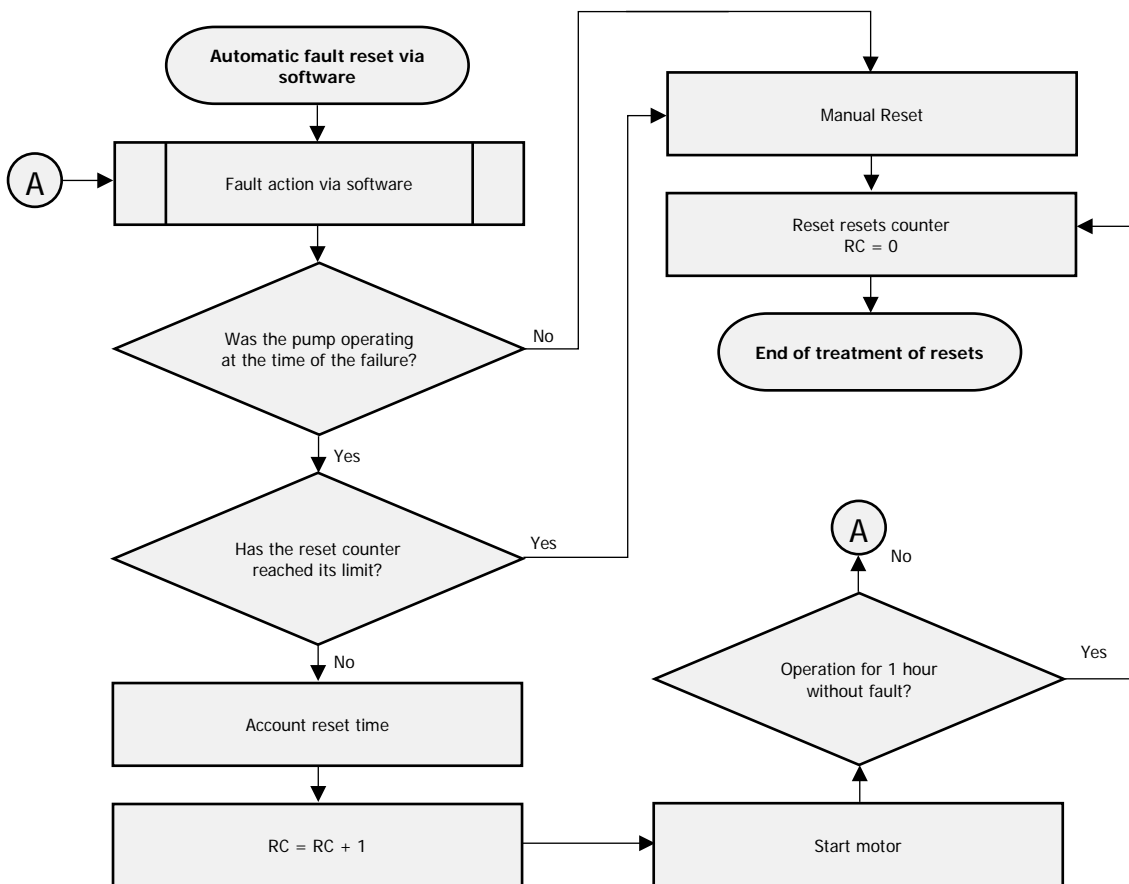 Automatic fault reset via
software
A
Fault action via software
Was the pump operating
at the time of the failure?
No
Yes
Has the reset counter
reached its limit?
Yes
No
Account reset time
RC = RC + 1
Start motor
Operation for 1 hour
without fault?
No
A
Yes
Manual Reset
Reset resets counter
RC = 0
End of treatment of resets